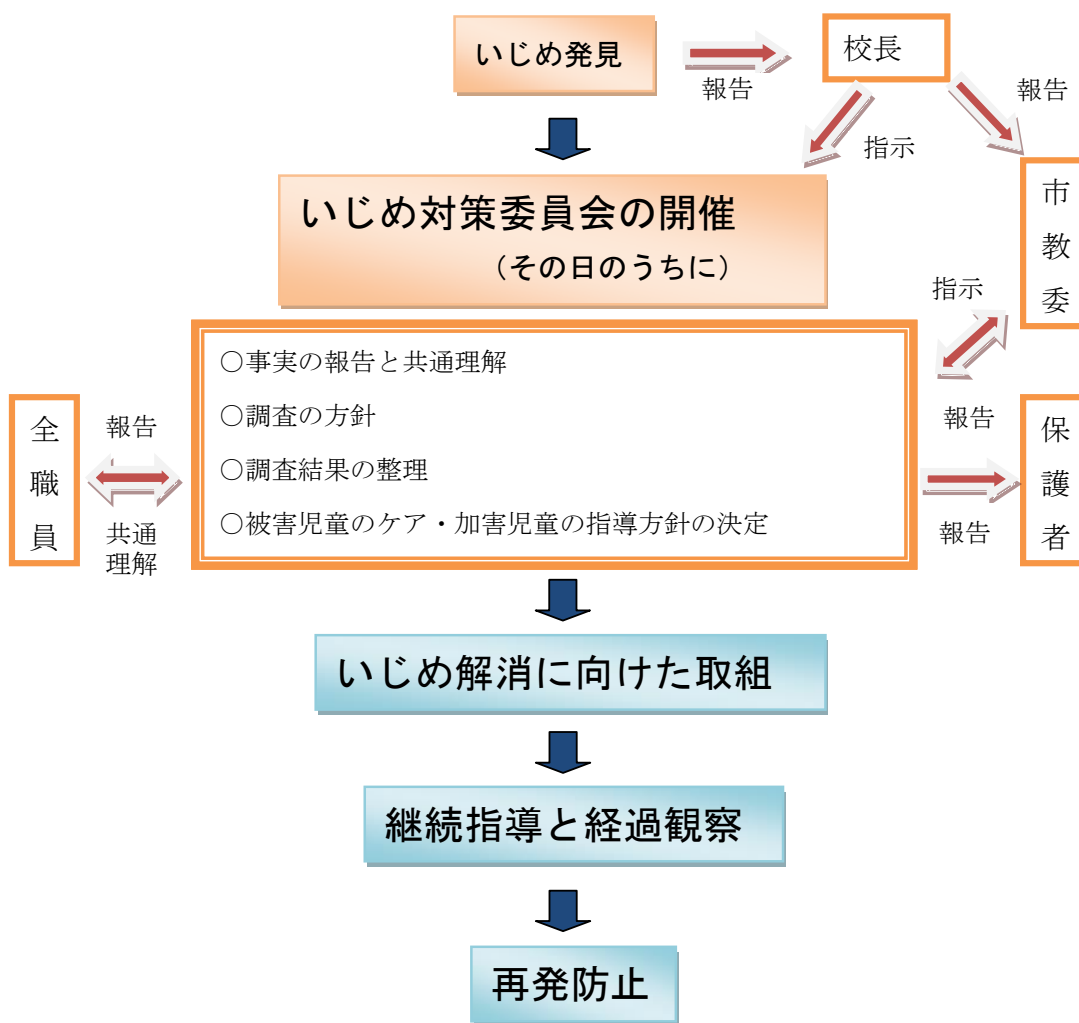 いじめ発見
報告
校長
報告
指示
いじめ対策委員会の開催
（その日のうちに）
市教委
指示
報告
〇事実の報告と共通理解
〇調査の方針
〇調査結果の整理
〇被害児童のケア・加害児童の指導方針の決定
全職員
報告
共通
理解
保護者
報告
いじめ解消に向けた取組
継続指導と経過観察
再発防止